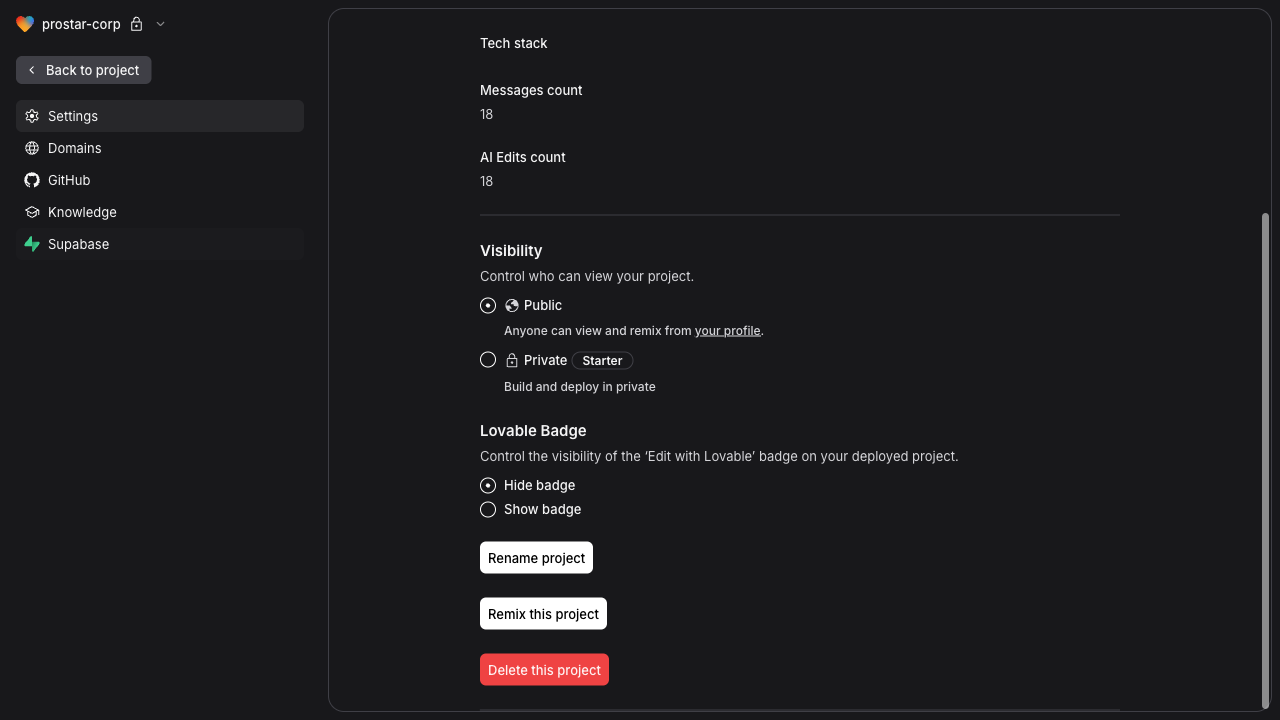 prostar-corp
Back to project
Settings
Domains
GitHub
Knowledge
Supabase
Tech stack
Messages count
18
AI Edits count
18
Visibility
Control who can view your project.
Public
Anyone can view and remix from your profile.
Private Starter
Build and deploy in private
Lovable Badge
Control the visibility of the ‘Edit with Lovable’ badge on your deployed project.
Hide badge
Show badge
Rename project
Remix this project
Delete this project